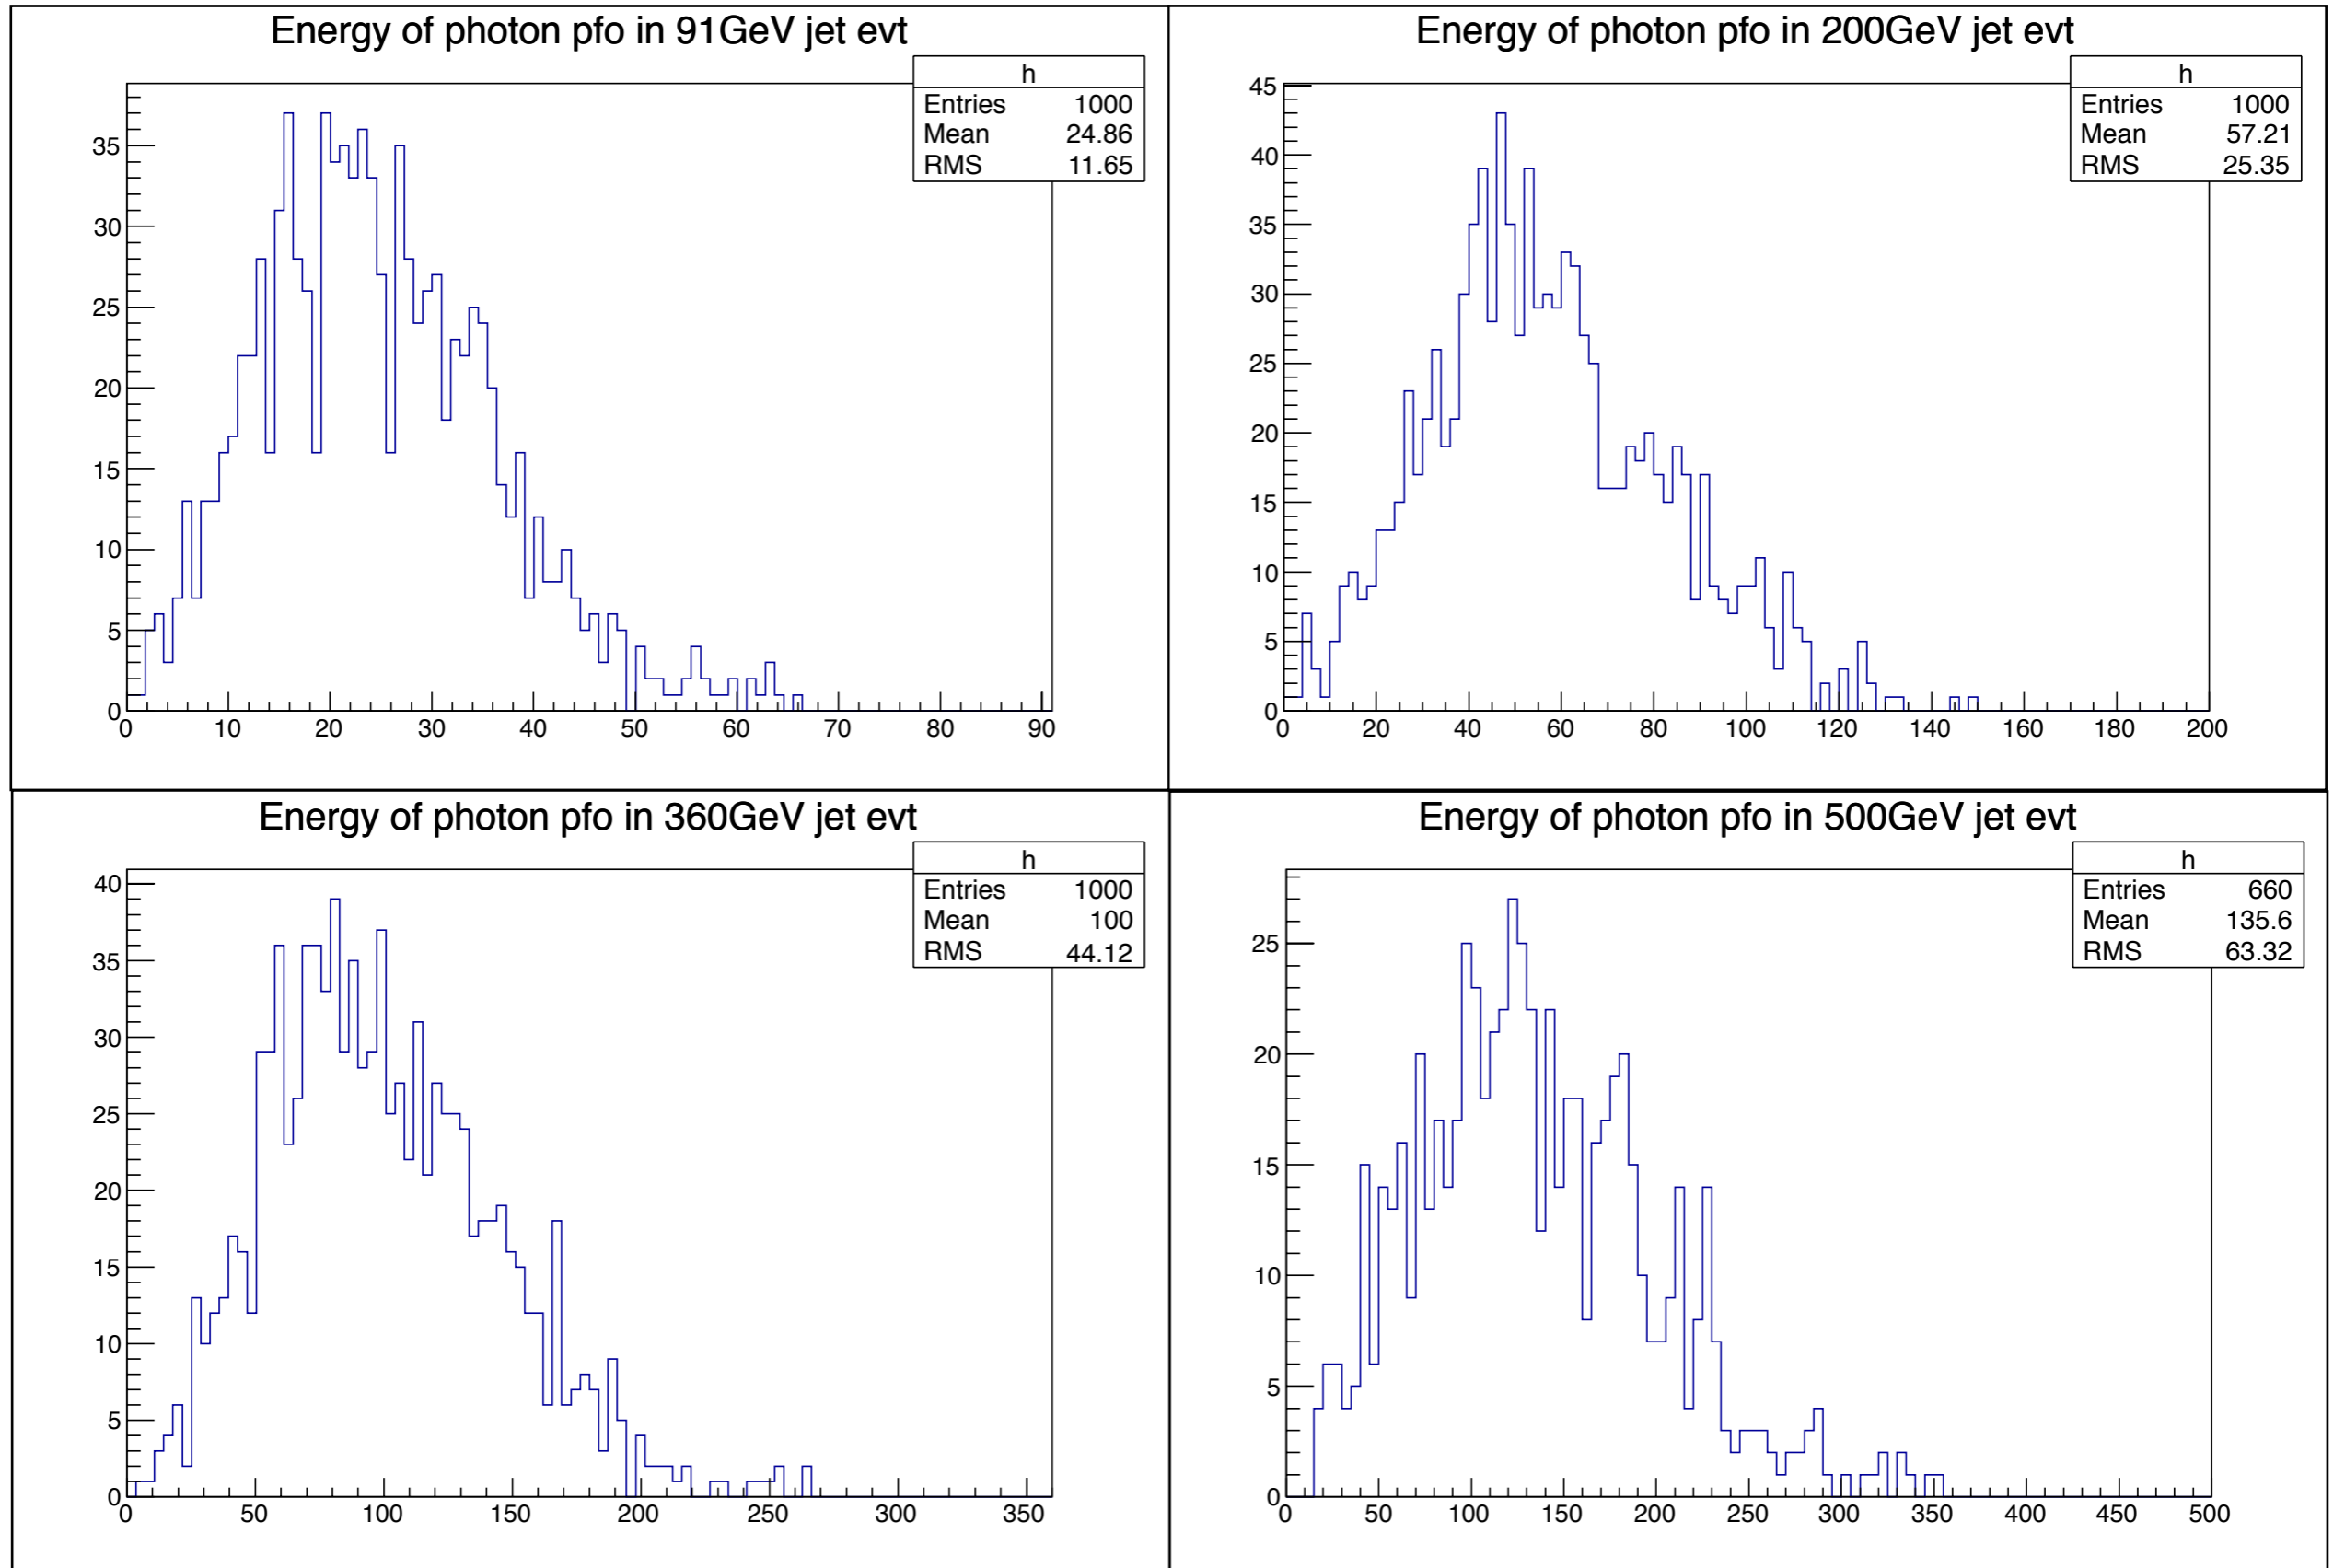 Energy of photon pfo in 91GeV jet evt
h
Entries 1000
Mean 24.86
RMS 11.65
35
30
25
20
15
10
5
0
0 10 20 30 40 50 60 70 80 90
Energy of photon pfo in 200GeV jet evt
h
Entries 1000
Mean 57.21
RMS 25.35
45
40
35
30
25
20
15
10
5
0
0 20 40 60 80 100 120 140 160 180 200
Energy of photon pfo in 360GeV jet evt
h
Entries 1000
Mean 100
RMS 44.12
40
35
30
25
20
15
10
5
0
0 50 100 150 200 250 300 350
Energy of photon pfo in 500GeV jet evt
h
Entries 660
Mean 135.6
RMS 63.32
25
20
15
10
5
0
0 50 100 150 200 250 300 350 400 450 500